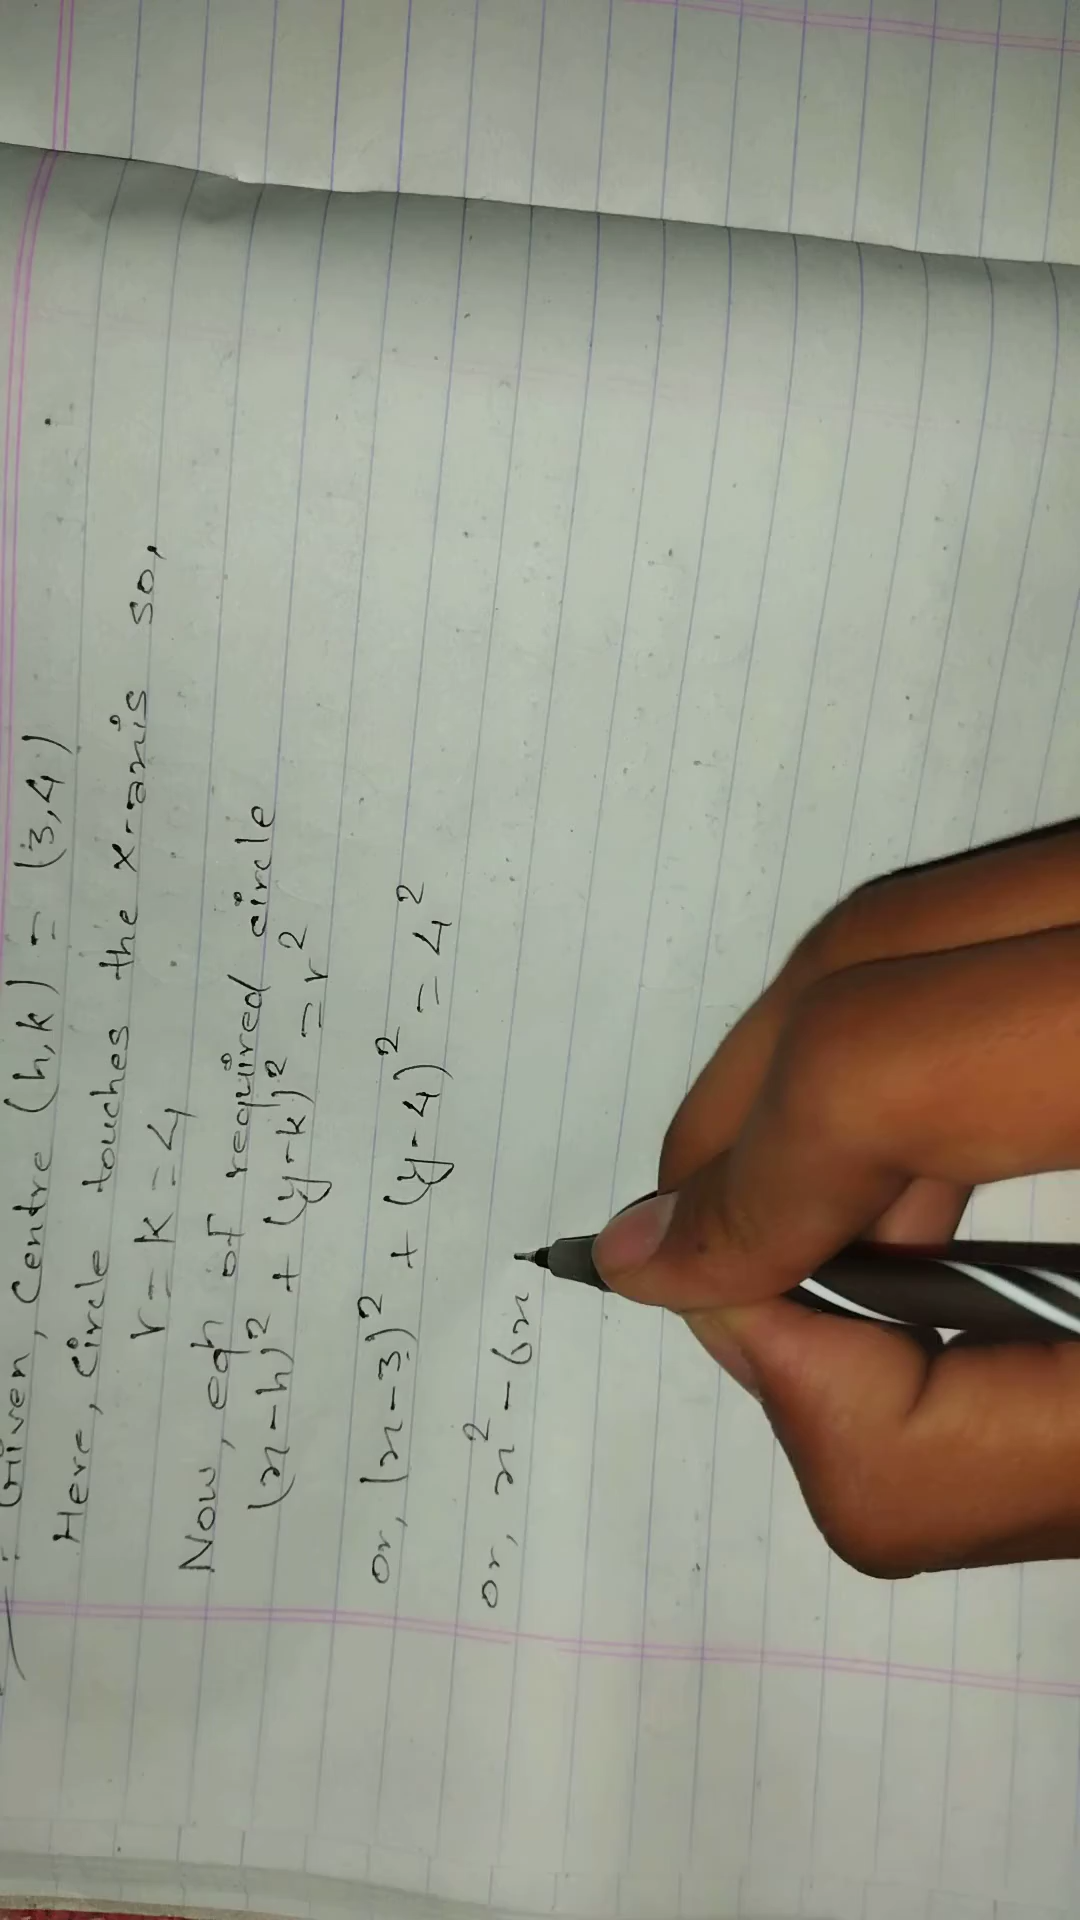 Given, Centre (h,k) = (3,4)
Here, circle touches the x-axis so,
r = k = 4
Now, eqn of required circle
(x-h)² + (y-k)² = r²
or, (x-3)² + (y-4)² = 4²
or, x² - 6x